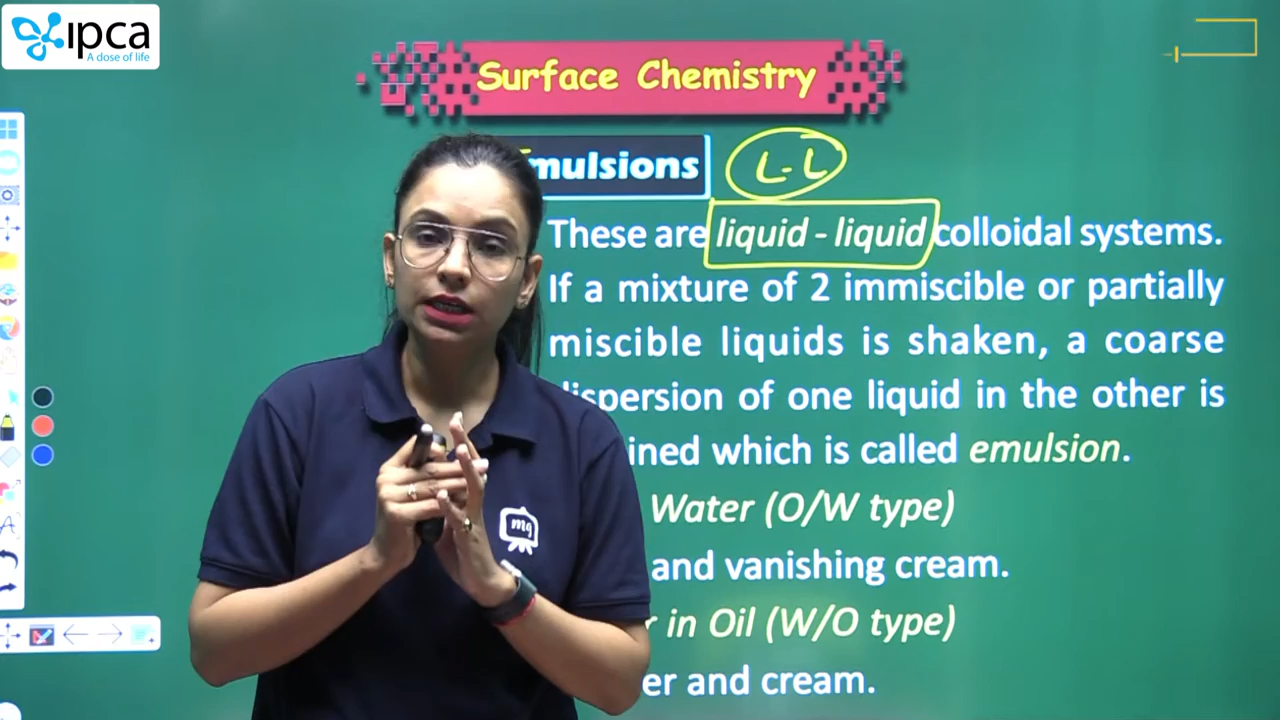 ipca
A dose of life
Surface Chemistry
mulsions
L-L
These are liquid - liquid colloidal systems.
If a mixture of 2 immiscible or partially
miscible liquids is shaken, a coarse
dispersion of one liquid in the other is
ined which is called emulsion.
Water (O/W type)
and vanishing cream.
r in Oil (W/O type)
er and cream.
mg